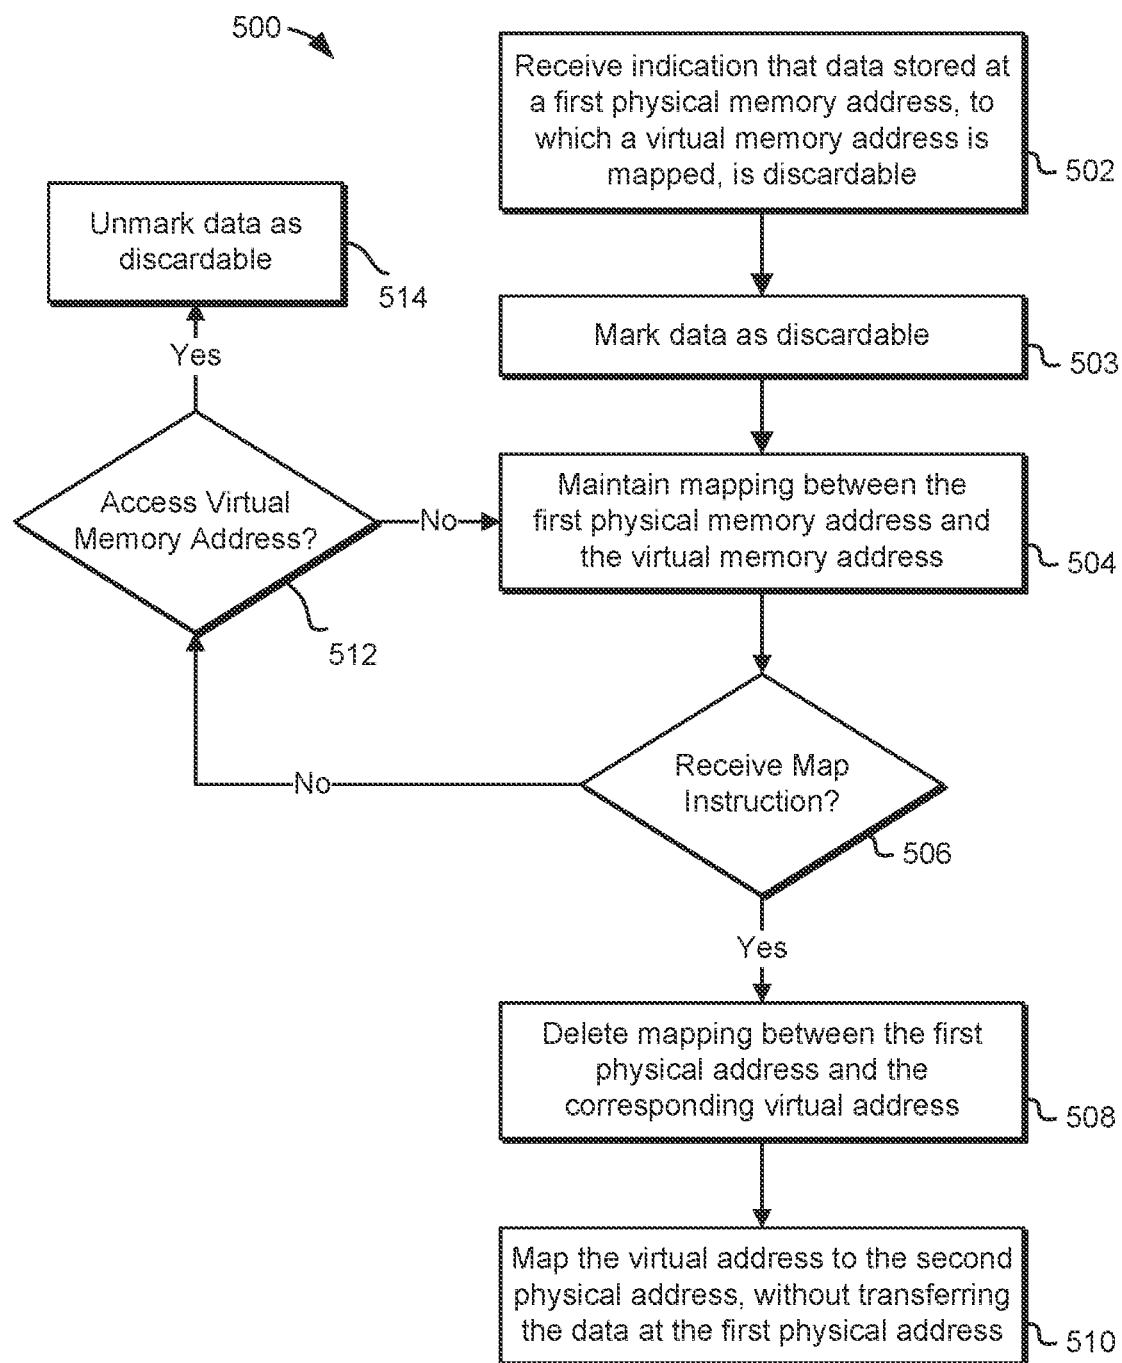 500
Receive indication that data stored at
a first physical memory address, to
which a virtual memory address is
mapped, is discardable
502
Unmark data as
discardable
514
Mark data as discardable
503
Yes
Access Virtual
Memory Address?
512
No
Maintain mapping between the
first physical memory address and
the virtual memory address
504
Receive Map
Instruction?
506
No
Yes
Delete mapping between the first
physical address and the
corresponding virtual address
508
Map the virtual address to the second
physical address, without transferring
the data at the first physical address
510